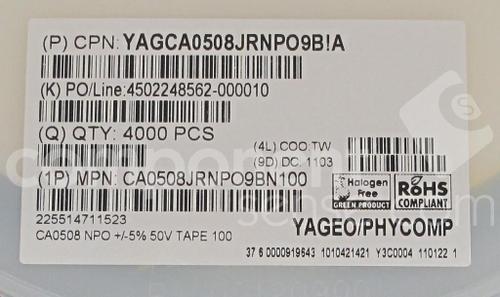 (P) CPN: YAGCA0508JRNPO9B!A
(K) PO/Line:4502248562-000010
(Q) QTY: 4000 PCS
(4L) COO:TW
(9D) DC. 1103
(1P) MPN: CA0508JRNPO9BN100
Halogen Free
GREEN PRODUCT
RoHS
COMPLIANT
225514711523
CA0508 NPO +/-5% 50V TAPE 100
YAGEO/PHYCOMP
37 6 0000919643 1010421421 Y3C0004 110122 1